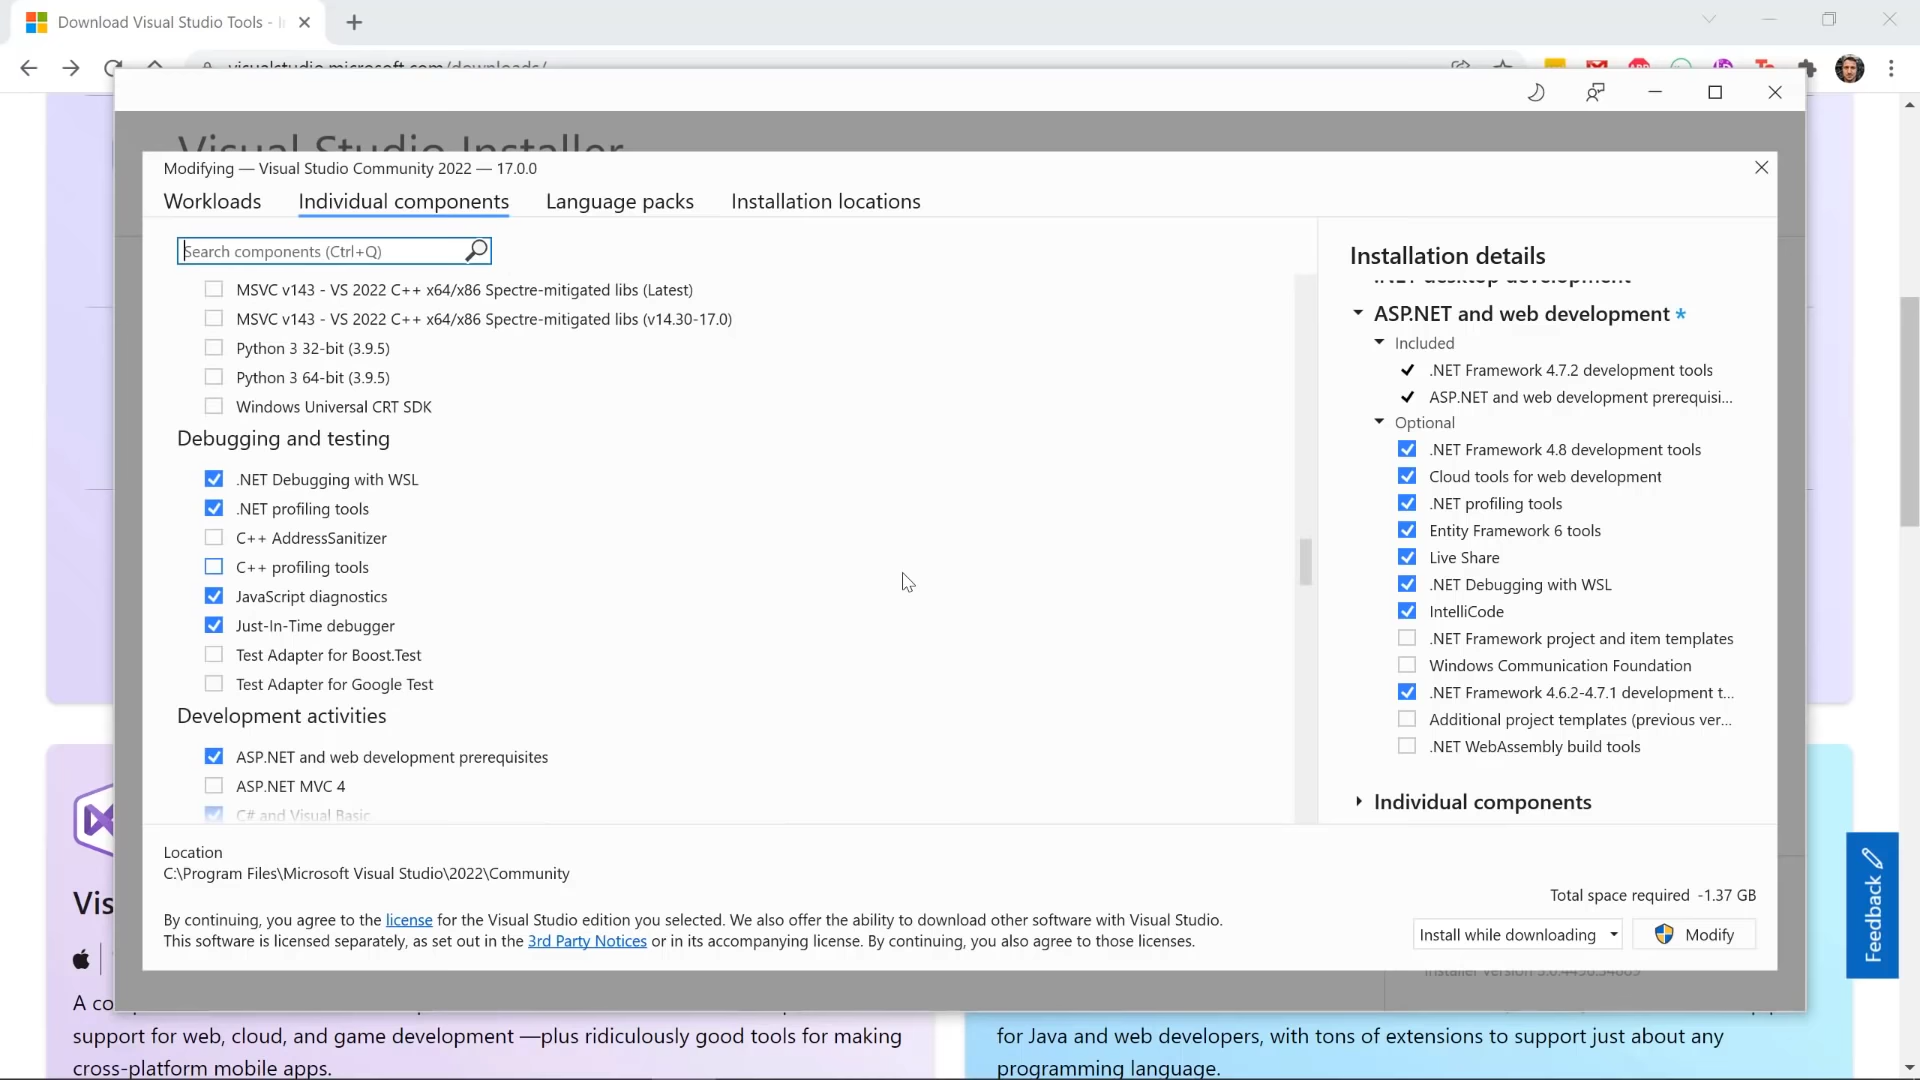 Download Visual Studio Tools - I
visualstudio.microsoft.com/downloads/
Visual Studio Installer
Modifying — Visual Studio Community 2022 — 17.0.0
Workloads
Individual components
Language packs
Installation locations
Search components (Ctrl+Q)
MSVC v143 - VS 2022 C++ x64/x86 Spectre-mitigated libs (Latest)
MSVC v143 - VS 2022 C++ x64/x86 Spectre-mitigated libs (v14.30-17.0)
Python 3 32-bit (3.9.5)
Python 3 64-bit (3.9.5)
Windows Universal CRT SDK
Debugging and testing
.NET Debugging with WSL
.NET profiling tools
C++ AddressSanitizer
C++ profiling tools
JavaScript diagnostics
Just-In-Time debugger
Test Adapter for Boost.Test
Test Adapter for Google Test
Development activities
ASP.NET and web development prerequisites
ASP.NET MVC 4
C# and Visual Basic
Installation details
.NET desktop development
ASP.NET and web development *
Included
.NET Framework 4.7.2 development tools
ASP.NET and web development prerequisi...
Optional
.NET Framework 4.8 development tools
Cloud tools for web development
.NET profiling tools
Entity Framework 6 tools
Live Share
.NET Debugging with WSL
IntelliCode
.NET Framework project and item templates
Windows Communication Foundation
.NET Framework 4.6.2-4.7.1 development t...
Additional project templates (previous ver...
.NET WebAssembly build tools
Individual components
Location
C:\Program Files\Microsoft Visual Studio\2022\Community
Total space required -1.37 GB
By continuing, you agree to the license for the Visual Studio edition you selected. We also offer the ability to download other software with Visual Studio.
This software is licensed separately, as set out in the 3rd Party Notices or in its accompanying license. By continuing, you also agree to those licenses.
Install while downloading
Modify
Feedback
Vis
A co
support for web, cloud, and game development —plus ridiculously good tools for making
cross-platform mobile apps.
for Java and web developers, with tons of extensions to support just about any
programming language.